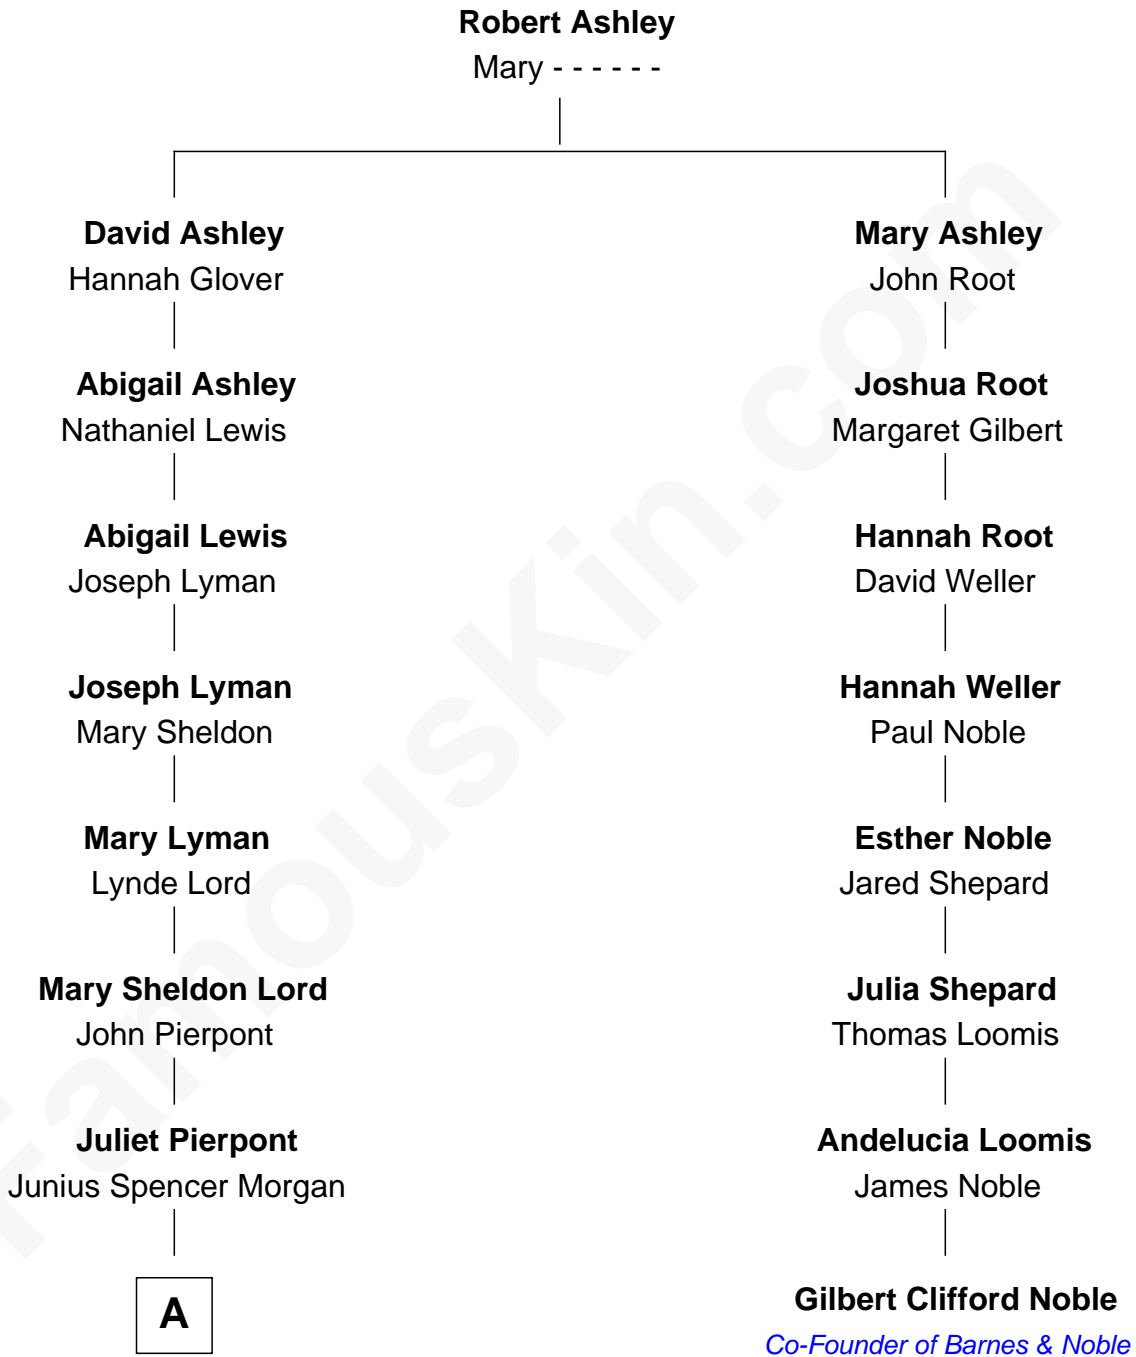 Robert Ashley
Mary - - - - - -
David Ashley
Hannah Glover
Mary Ashley
John Root
Abigail Ashley
Nathaniel Lewis
Joshua Root
Margaret Gilbert
Abigail Lewis
Joseph Lyman
Hannah Root
David Weller
Joseph Lyman
Mary Sheldon
Hannah Weller
Paul Noble
Mary Lyman
Lynde Lord
Esther Noble
Jared Shepard
Mary Sheldon Lord
John Pierpont
Julia Shepard
Thomas Loomis
Juliet Pierpont
Junius Spencer Morgan
Andelucia Loomis
James Noble
A
Gilbert Clifford Noble
Co-Founder of Barnes & Noble
FamousKin.com